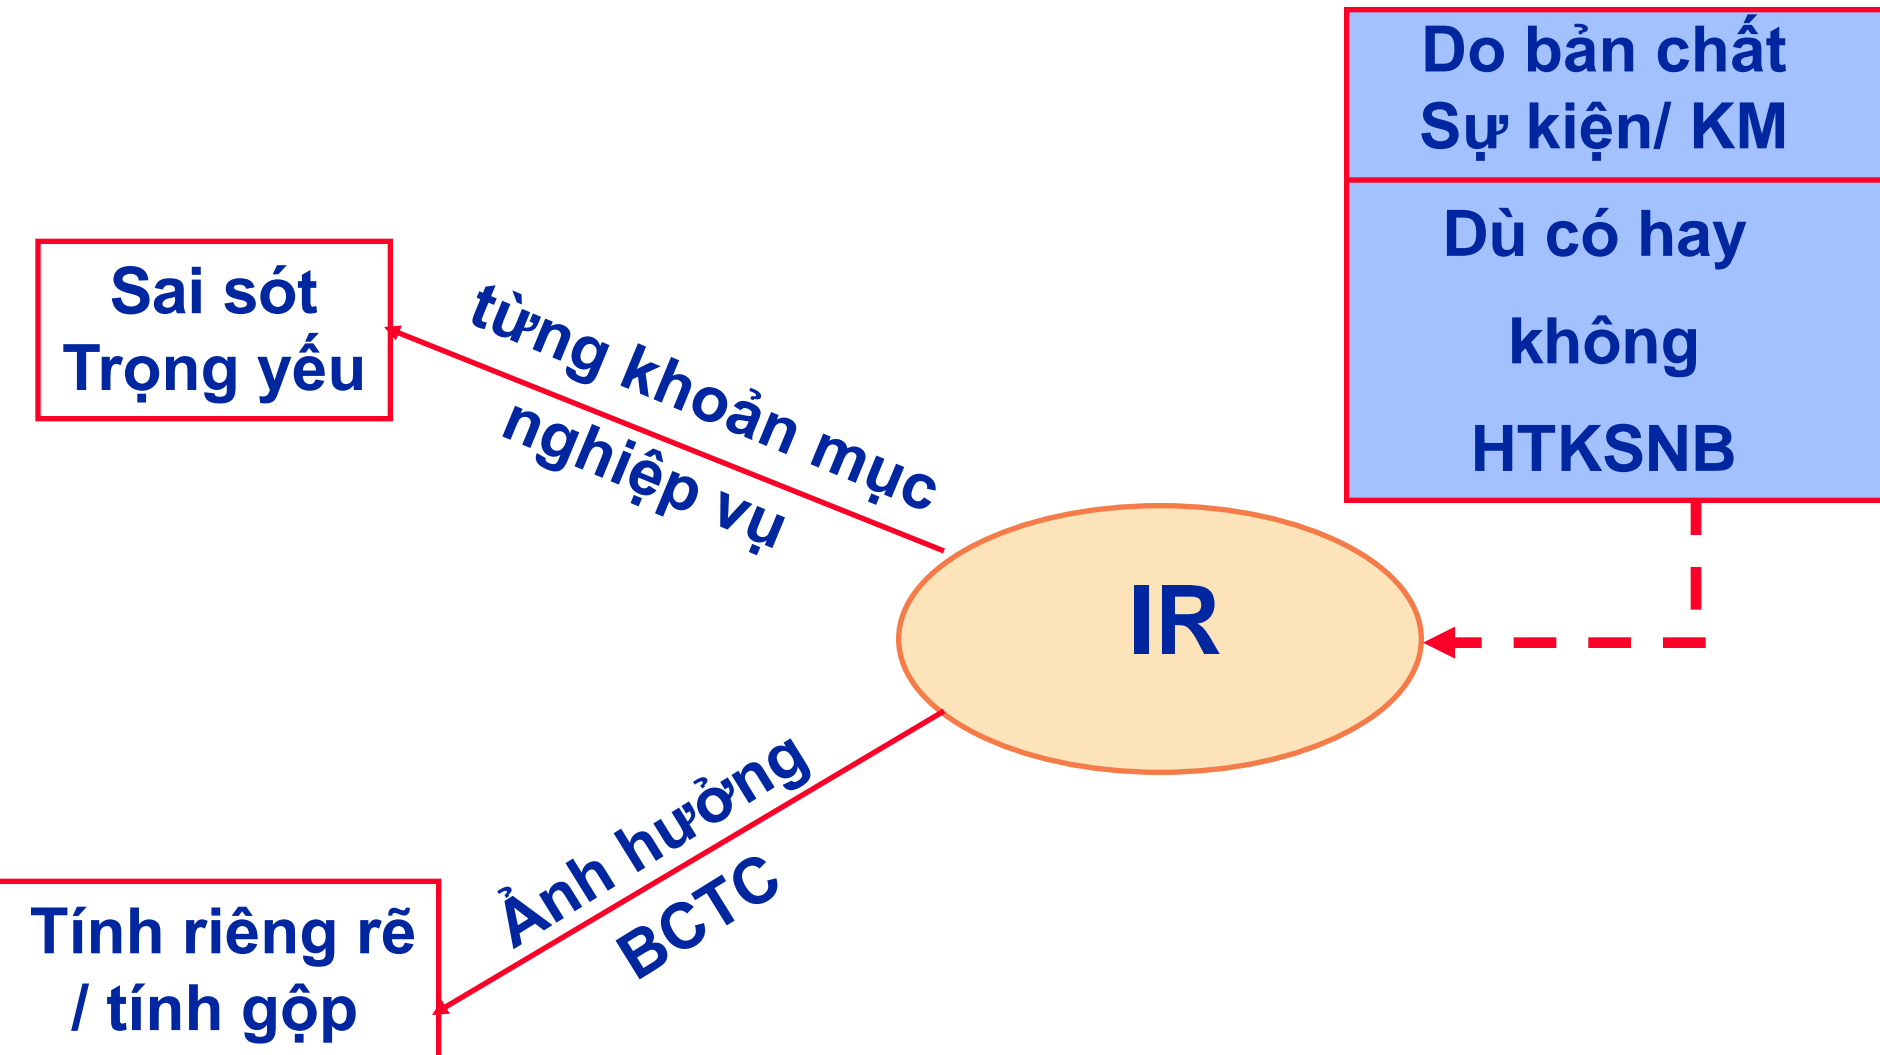 Do bản chất
Sự kiện/ KM
Dù có hay
không
HTKSNB
Sai sót
Trọng yếu
từng khoản mục
nghiệp vụ
IR
Ảnh hưởng
BCTC
Tính riêng rẽ
/ tính gộp